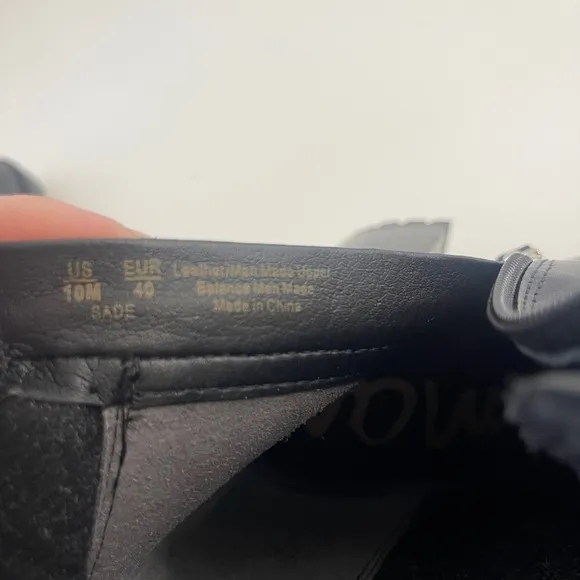 US EUR Leather/Man Made Upper
10M 40 Balance Man Made
SADE Made in China